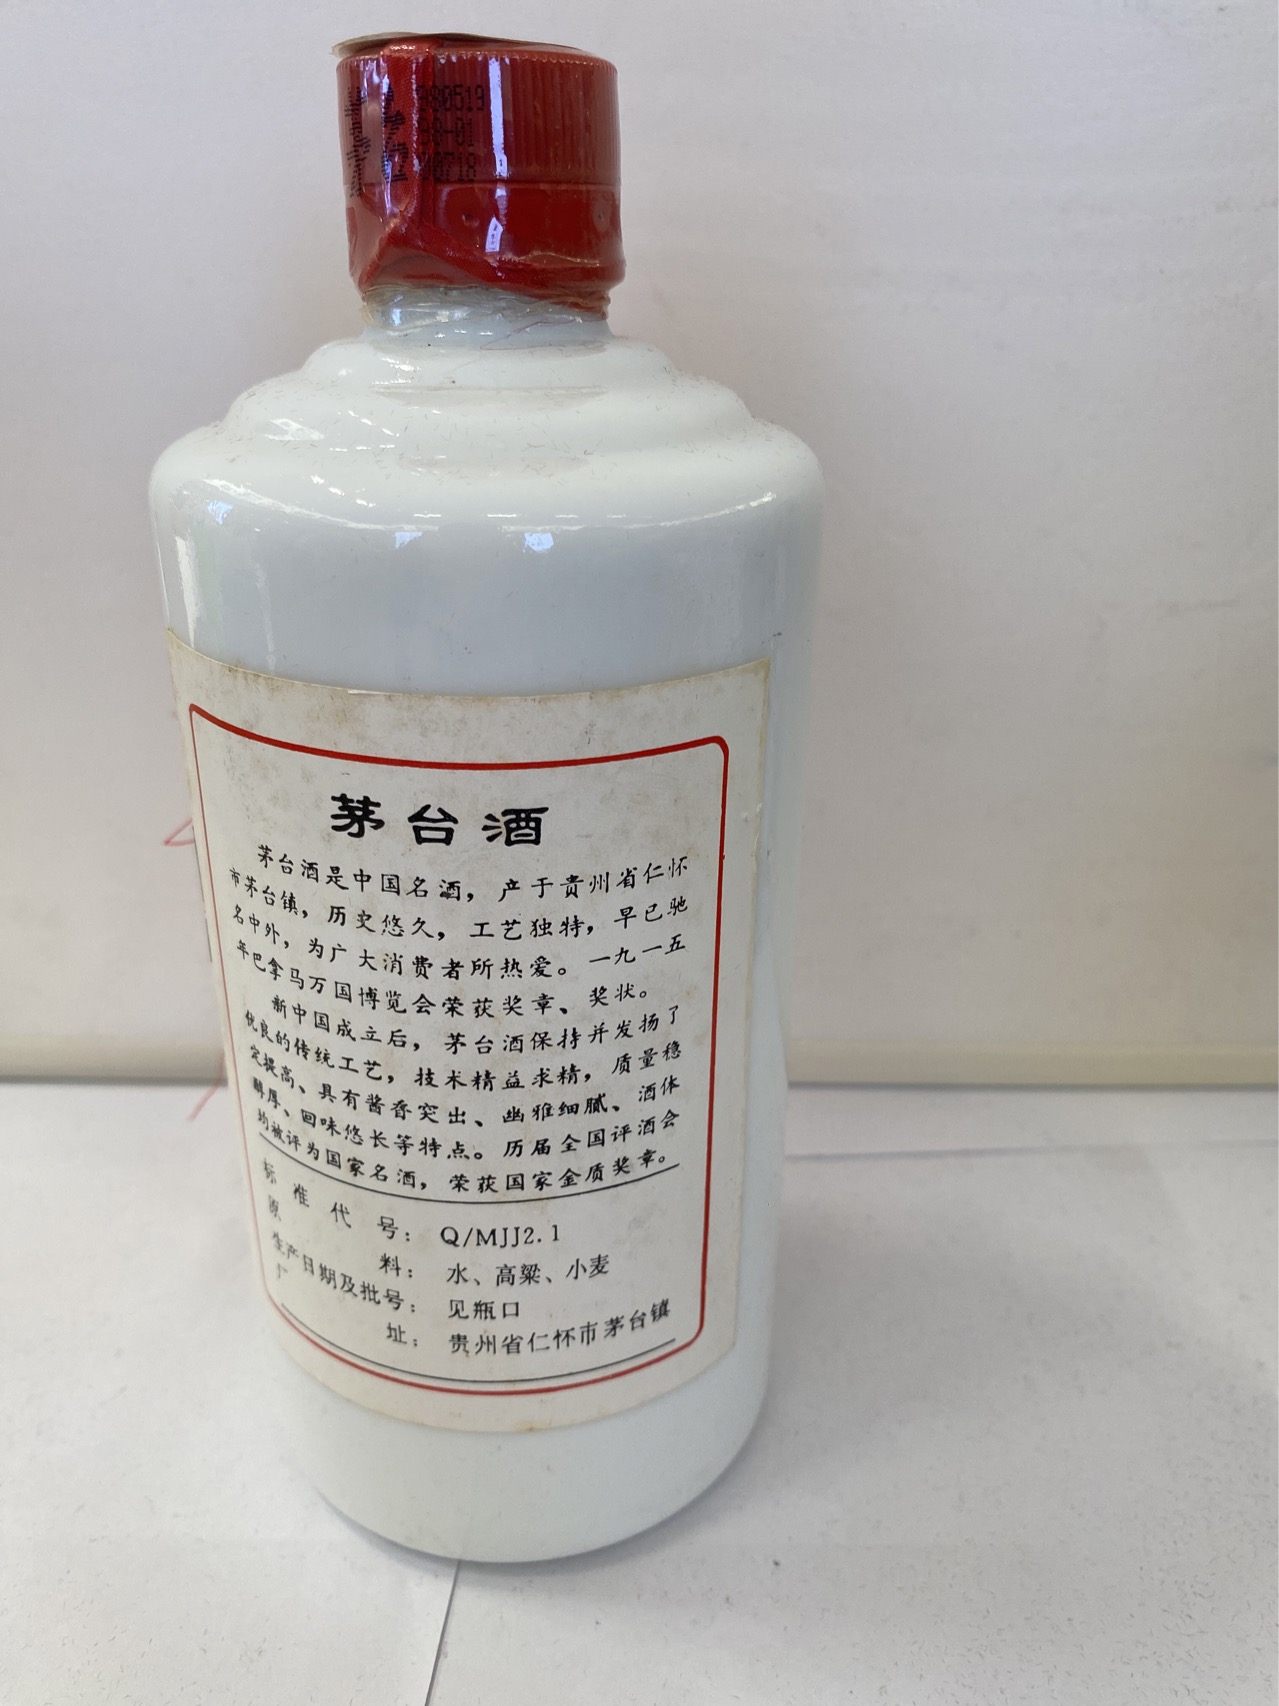 茅台
980519
98-01
00718
茅台酒
茅台酒是中国名酒，产于贵州省仁怀
市茅台镇，历史悠久，工艺独特，早已驰
名中外，为广大消费者所热爱。一九一五
年巴拿马万国博览会荣获奖章、奖状。
新中国成立后，茅台酒保持并发扬了
优良的传统工艺，技术精益求精，质量稳
定提高、具有酱香突出、幽雅细腻、酒体
醇厚、回味悠长等特点。历届全国评酒会
均被评为国家名酒，荣获国家金质奖章。
标准代号：Q/MJJ2.1
原料：水、高粱、小麦
生产日期及批号：见瓶口
厂址：贵州省仁怀市茅台镇